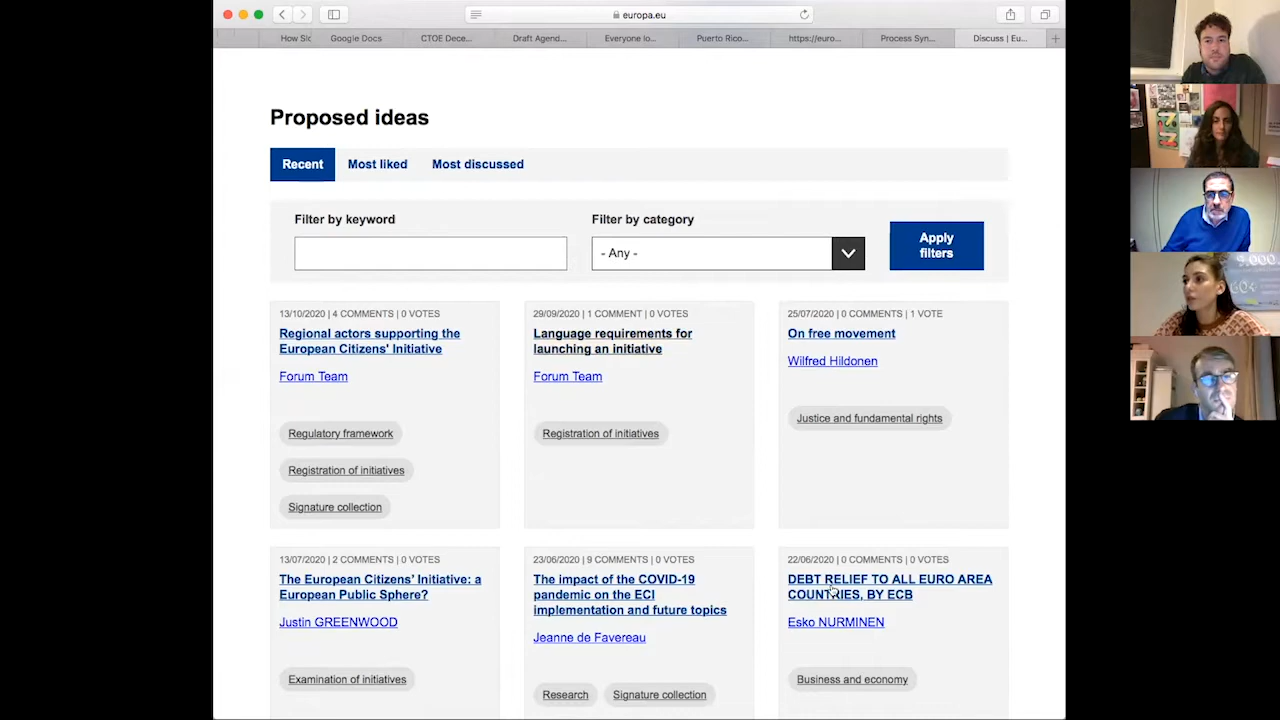 europa.eu
How Slo
Google Docs
CTOE Dece...
Draft Agend...
Everyone lo...
Puerto Rico...
https://euro...
Process Syn...
Discuss | Eu...
Proposed ideas
Recent
Most liked
Most discussed
Filter by keyword
Filter by category
- Any -
Apply
filters
13/10/2020 | 4 COMMENTS | 0 VOTES
Regional actors supporting the
European Citizens' Initiative
Forum Team
Regulatory framework
Registration of initiatives
Signature collection
29/09/2020 | 1 COMMENT | 0 VOTES
Language requirements for
launching an initiative
Forum Team
Registration of initiatives
25/07/2020 | 0 COMMENTS | 1 VOTE
On free movement
Wilfred Hildonen
Justice and fundamental rights
13/07/2020 | 2 COMMENTS | 0 VOTES
The European Citizens’ Initiative: a
European Public Sphere?
Justin GREENWOOD
Examination of initiatives
23/06/2020 | 9 COMMENTS | 0 VOTES
The impact of the COVID-19
pandemic on the ECI
implementation and future topics
Jeanne de Favereau
Research
Signature collection
22/06/2020 | 0 COMMENTS | 0 VOTES
DEBT RELIEF TO ALL EURO AREA
COUNTRIES, BY ECB
Esko NURMINEN
Business and economy